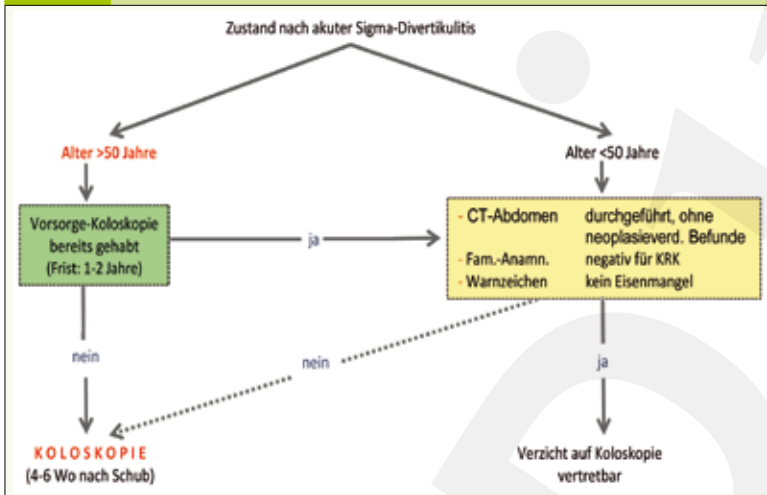 Zustand nach akuter Sigma-Divertikulitis
Alter >50 Jahre
Alter <50 Jahre
Vorsorge-Koloskopie
bereits gehabt
(Frist: 1-2 Jahre)
ja
- CT-Abdomen durchgeführt, ohne
neoplasieverd. Befunde
- Fam.-Anamn. negativ für KRK
- Warnzeichen kein Eisenmangel
nein
nein
ja
KOLOSKOPIE
(4-6 Wo nach Schub)
Verzicht auf Koloskopie
vertretbar